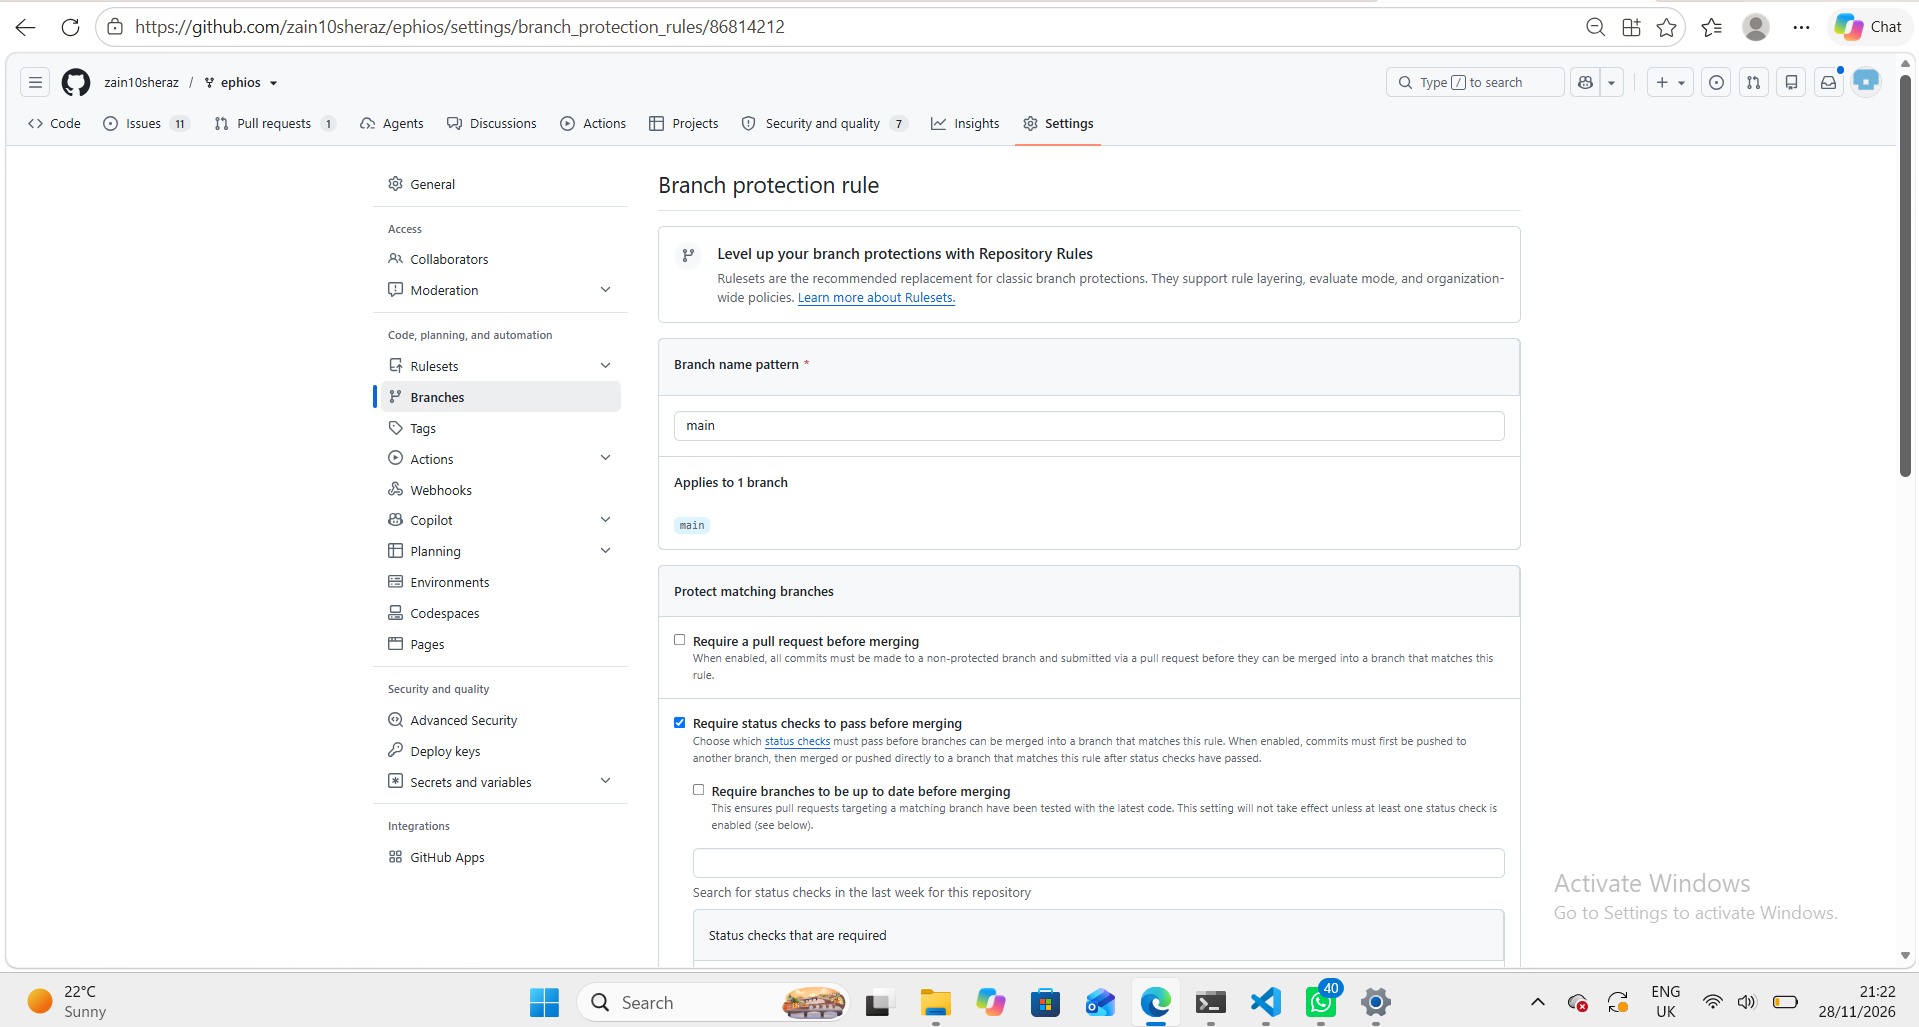 https://github.com/zain10sheraz/ephios/settings/branch_protection_rules/86814212
Chat
zain10sheraz / ephios
Type / to search
Code
Issues 11
Pull requests 1
Agents
Discussions
Actions
Projects
Security and quality 7
Insights
Settings
General
Access
Collaborators
Moderation
Code, planning, and automation
Rulesets
Branches
Tags
Actions
Webhooks
Copilot
Planning
Environments
Codespaces
Pages
Security and quality
Advanced Security
Deploy keys
Secrets and variables
Integrations
GitHub Apps
Branch protection rule
Level up your branch protections with Repository Rules
Rulesets are the recommended replacement for classic branch protections. They support rule layering, evaluate mode, and organization-
wide policies. Learn more about Rulesets.
Branch name pattern *
main
Applies to 1 branch
main
Protect matching branches
Require a pull request before merging
When enabled, all commits must be made to a non-protected branch and submitted via a pull request before they can be merged into a branch that matches this
rule.
Require status checks to pass before merging
Choose which status checks must pass before branches can be merged into a branch that matches this rule. When enabled, commits must first be pushed to
another branch, then merged or pushed directly to a branch that matches this rule after status checks have passed.
Require branches to be up to date before merging
This ensures pull requests targeting a matching branch have been tested with the latest code. This setting will not take effect unless at least one status check is
enabled (see below).
Search for status checks in the last week for this repository
Status checks that are required
Activate Windows
Go to Settings to activate Windows.
22°C
Sunny
Search
40
ENG
UK
21:22
28/11/2026